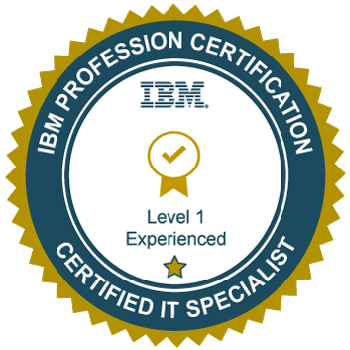 IBM PROFESSION CERTIFICATION
IBM®
Level 1
Experienced
CERTIFIED IT SPECIALIST